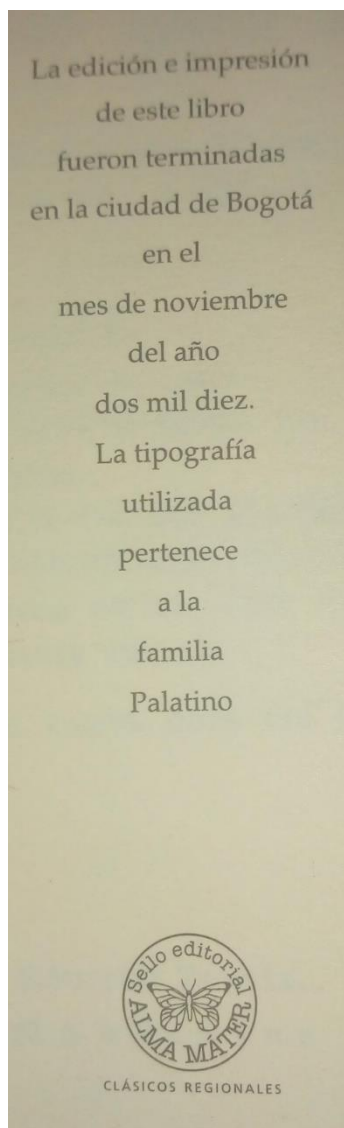 La edición e impresión
de este libro
fueron terminadas
en la ciudad de Bogotá
en el
mes de noviembre
del año
dos mil diez.
La tipografía
utilizada
pertenece
a la
familia
Palatino
Sello editorial
ALMA MÁTER
CLÁSICOS REGIONALES